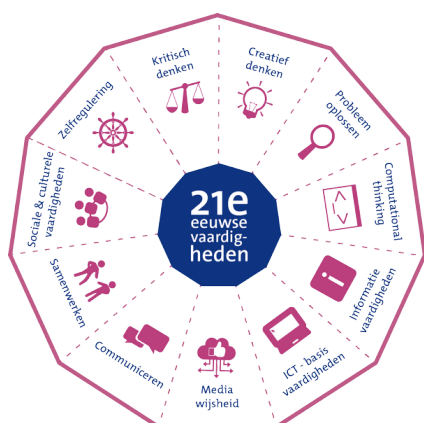 21e
eeuwse
vaardig-
heden
Kritisch
denken
Creatief
denken
Probleem
oplossen
Computational
thinking
Informatie
vaardigheden
ICT - basis
vaardigheden
Media
wijsheid
Communiceren
Samenwerken
Sociale & culturele
vaardigheden
Zelfregulering